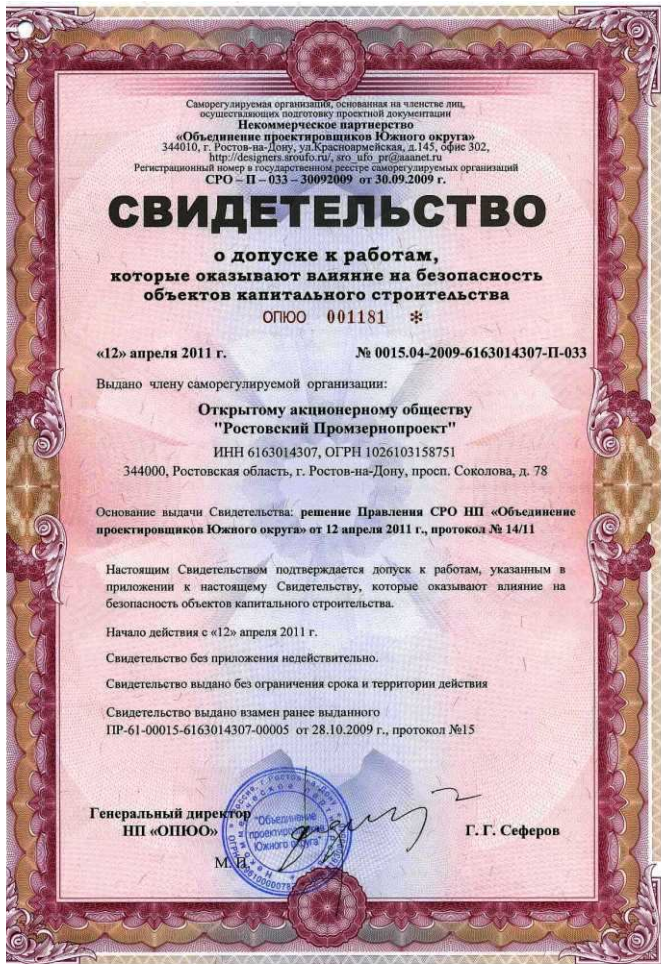 Саморегулируемая организация, основанная на членстве лиц,
осуществляющих подготовку проектной документации
Некоммерческое партнерство
«Объединение проектировщиков Южного округа»
344010, г. Ростов-на-Дону, ул.Красноармейская, д.145, офис 302,
http://designers.sroufo.ru/, sro_ufo_pr@aaanet.ru
Регистрационный номер в государственном реестре саморегулируемых организаций
СРО – П – 033 – 30092009 от 30.09.2009 г.
СВИДЕТЕЛЬСТВО
о допуске к работам,
которые оказывают влияние на безопасность
объектов капитального строительства
ОПЮО 001181 *
«12» апреля 2011 г. № 0015.04-2009-6163014307-П-033
Выдано члену саморегулируемой организации:
Открытому акционерному обществу
"Ростовский Промзернопроект"
ИНН 6163014307, ОГРН 1026103158751
344000, Ростовская область, г. Ростов-на-Дону, просп. Соколова, д. 78
Основание выдачи Свидетельства: решение Правления СРО НП «Объединение
проектировщиков Южного округа» от 12 апреля 2011 г., протокол № 14/11
Настоящим Свидетельством подтверждается допуск к работам, указанным в
приложении к настоящему Свидетельству, которые оказывают влияние на
безопасность объектов капитального строительства.
Начало действия с «12» апреля 2011 г.
Свидетельство без приложения недействительно.
Свидетельство выдано без ограничения срока и территории действия
Свидетельство выдано взамен ранее выданного
ПР-61-00015-6163014307-00005 от 28.10.2009 г., протокол №15
Генеральный директор
НП «ОПЮО» Г. Г. Сеферов
М. П.
"Объединение
проектировщиков
Южного округа"